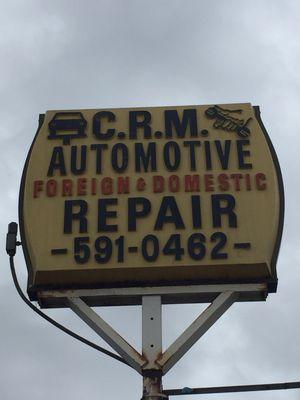 C.R.M.
AUTOMOTIVE
FOREIGN & DOMESTIC
REPAIR
- 591-0462 -